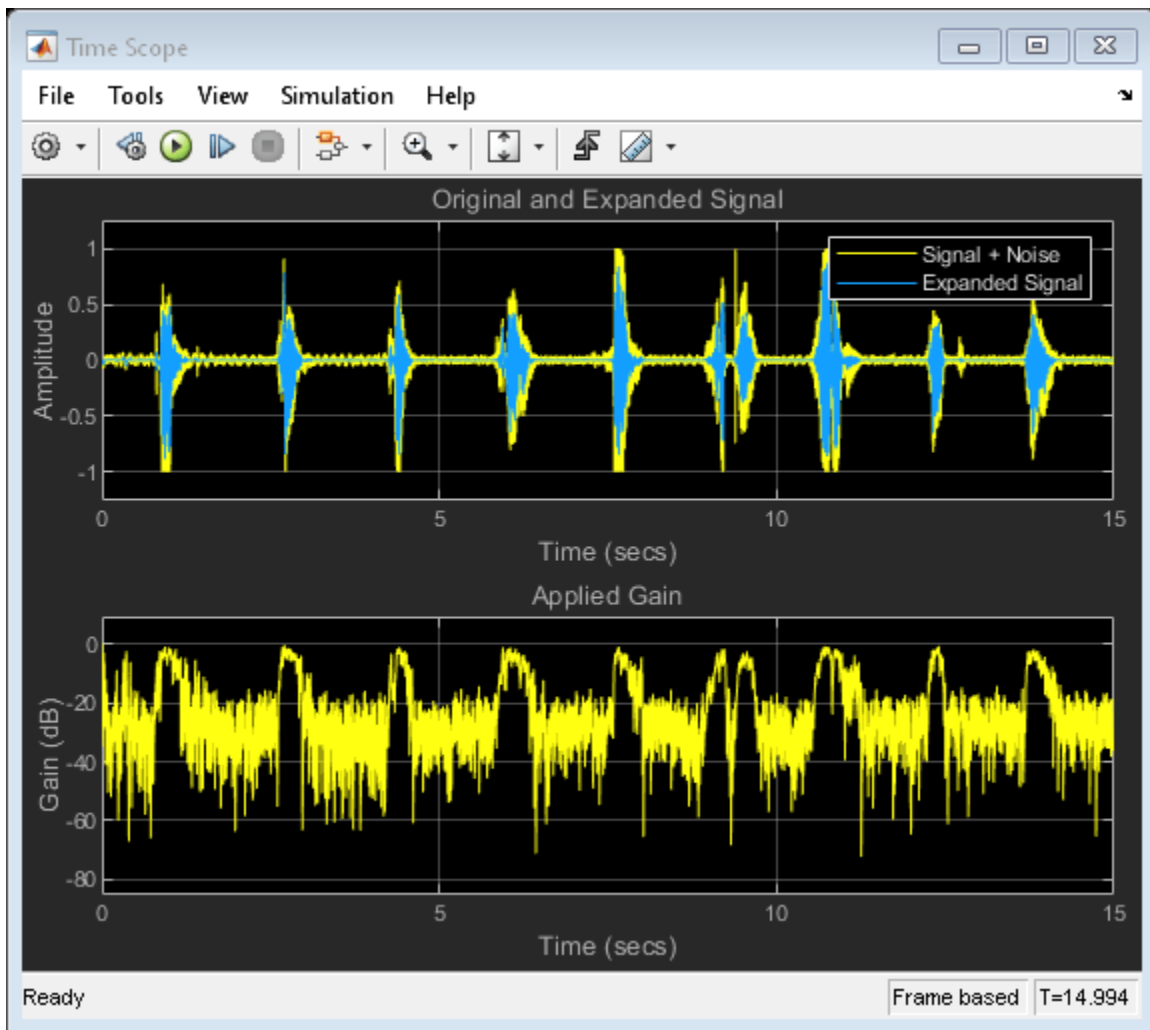 Time Scope
File Tools View Simulation Help
Original and Expanded Signal
Signal + Noise
Expanded Signal
Amplitude
1
0.5
0
-0.5
-1
0 5 10 15
Time (secs)
Applied Gain
Gain (dB)
0
-20
-40
-60
-80
0 5 10 15
Time (secs)
Ready Frame based T=14.994